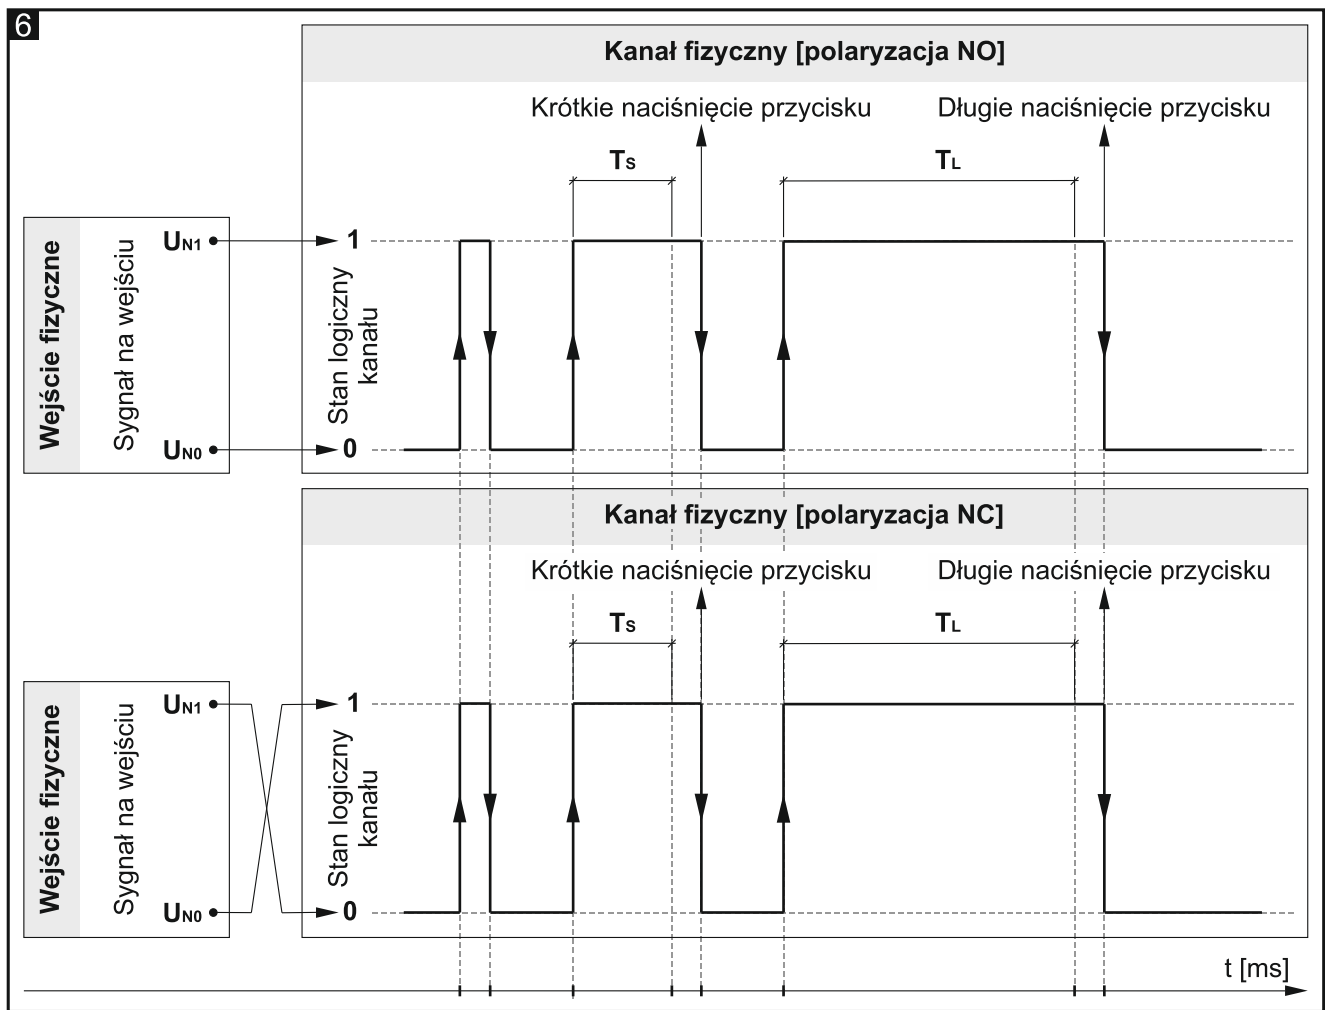 6
Kanał fizyczny [polaryzacja NO]
Krótkie naciśnięcie przycisku
Długie naciśnięcie przycisku
TS
TL
Wejście fizyczne
Sygnał na wejściu
UN1
UN0
1
0
Stan logiczny
kanału
Kanał fizyczny [polaryzacja NC]
Krótkie naciśnięcie przycisku
Długie naciśnięcie przycisku
TS
TL
Wejście fizyczne
Sygnał na wejściu
UN1
UN0
1
0
Stan logiczny
kanału
t [ms]